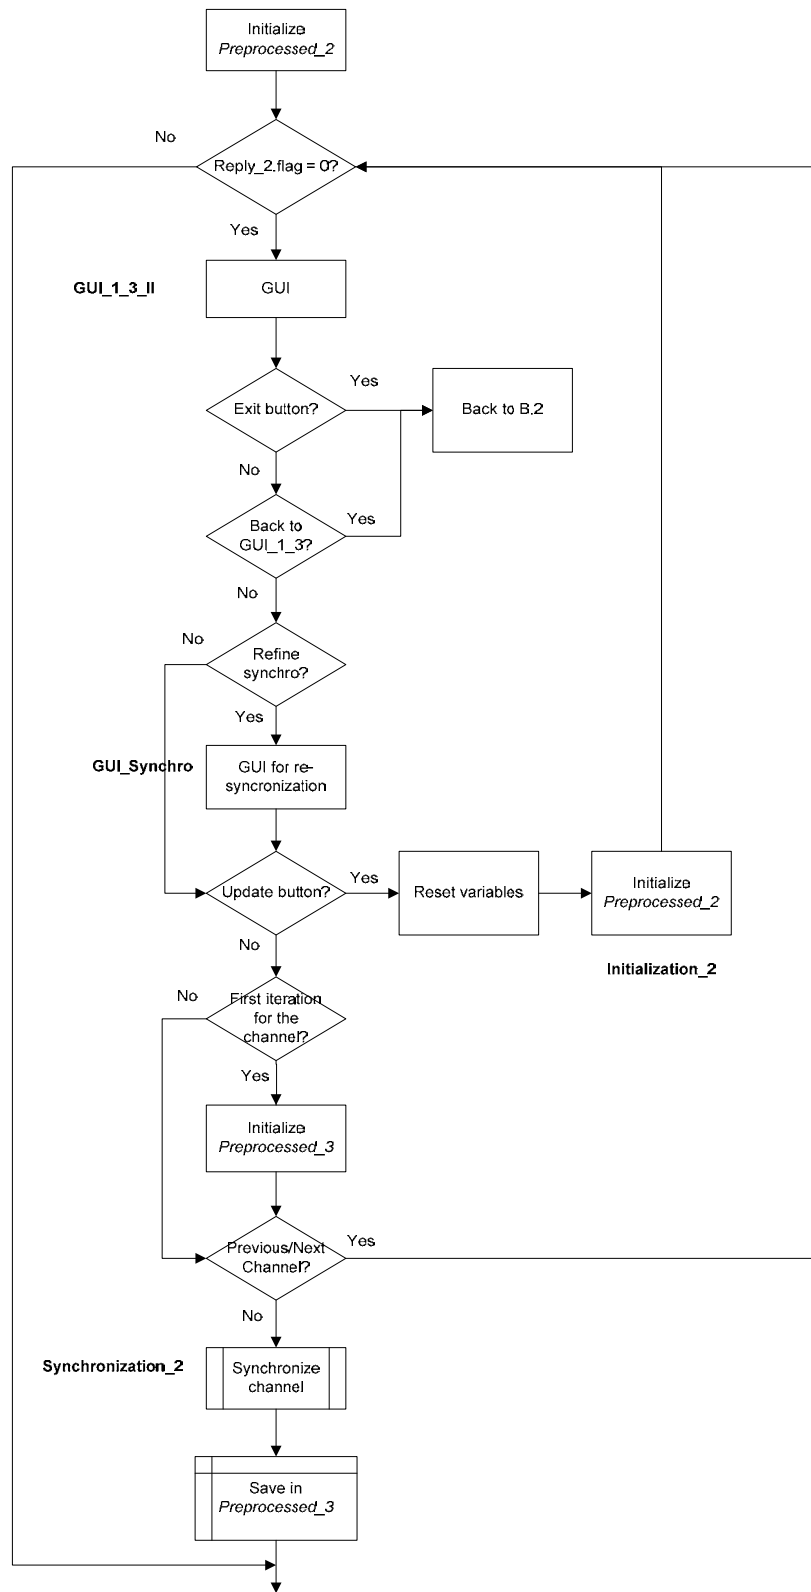 Initialize
Preprocessed_2
No
Reply_2.flag = 0?
Yes
GUI_1_3_II
GUI
Yes
Exit button?
Back to B.2
No
Yes
Back to
GUI_1_3?
No
No
Refine
synchro?
Yes
GUI_Synchro
GUI for re-
syncronization
Update button?
Yes
Reset variables
Initialize
Preprocessed_2
No
Initialization_2
No
First iteration
for the
channel?
Yes
Initialize
Preprocessed_3
Previous/Next
Channel?
Yes
No
Synchronization_2
Synchronize
channel
Save in
Preprocessed_3